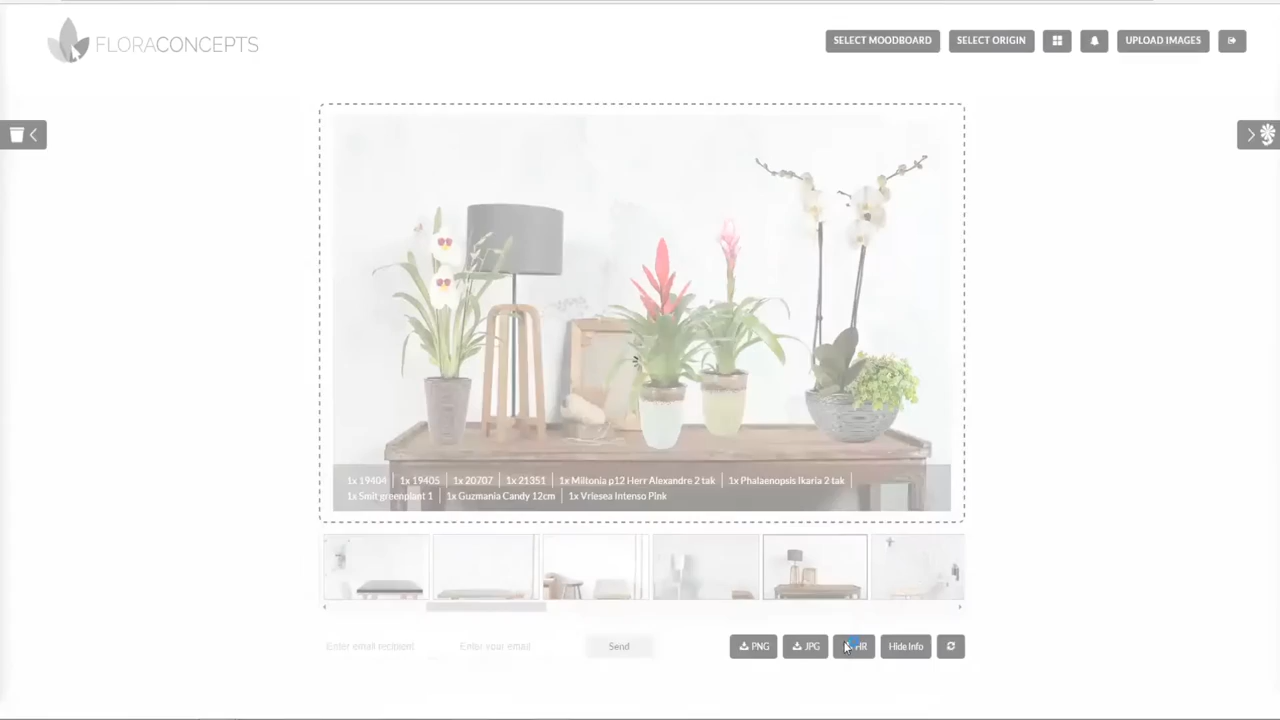 FLORACONCEPTS
SELECT MOODBOARD
SELECT ORIGIN
UPLOAD IMAGES
1x 19404 | 1x 19405 | 1x 20707 | 1x 21351 | 1x Miltonia p12 Herr Alexandre 2 tak | 1x Phalaenopsis Ikaria 2 tak |
1x Smit greenplant 1 | 1x Guzmania Candy 12cm | 1x Vriesea Intenso Pink
Enter email recipient
Enter your email
Send
PNG
JPG
HR
Hide Info